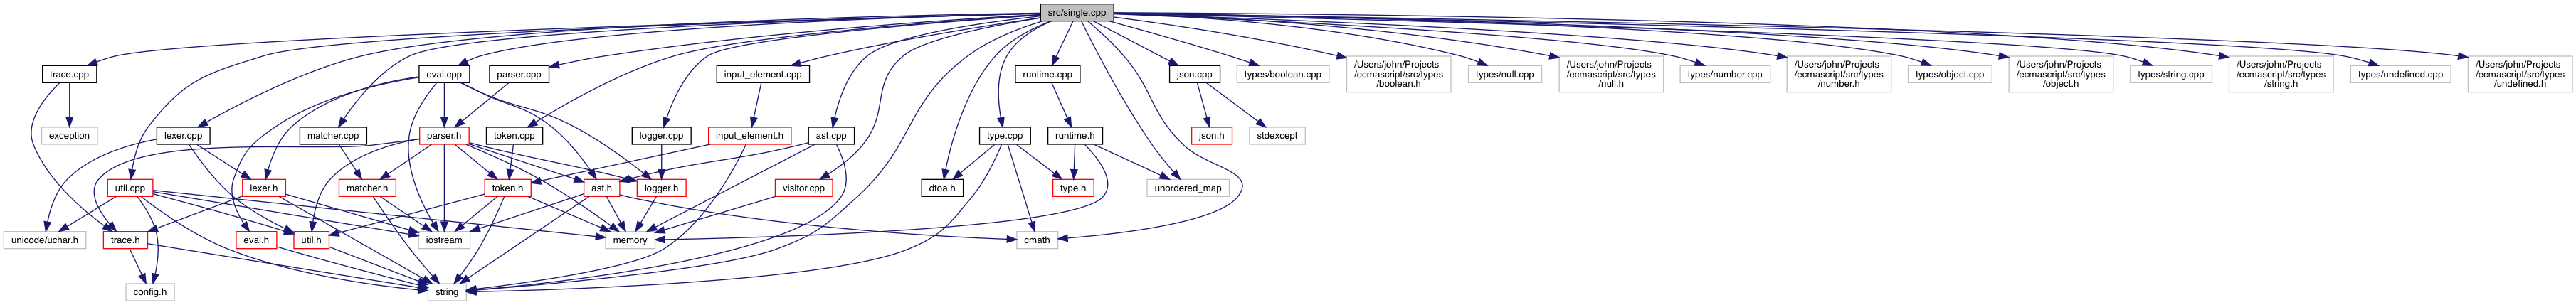 src/single.cpp
trace.cpp
eval.cpp
parser.cpp
input_element.cpp
runtime.cpp
json.cpp
types/boolean.cpp
/Users/john/Projects
/ecmascript/src/types
/boolean.h
types/null.cpp
/Users/john/Projects
/ecmascript/src/types
/null.h
types/number.cpp
/Users/john/Projects
/ecmascript/src/types
/number.h
types/object.cpp
/Users/john/Projects
/ecmascript/src/types
/object.h
types/string.cpp
/Users/john/Projects
/ecmascript/src/types
/string.h
types/undefined.cpp
/Users/john/Projects
/ecmascript/src/types
/undefined.h
exception
lexer.cpp
matcher.cpp
parser.h
token.cpp
logger.cpp
input_element.h
ast.cpp
type.cpp
runtime.h
json.h
stdexcept
util.cpp
lexer.h
matcher.h
token.h
ast.h
logger.h
visitor.cpp
dtoa.h
type.h
unordered_map
unicode/uchar.h
trace.h
eval.h
util.h
iostream
memory
cmath
config.h
string